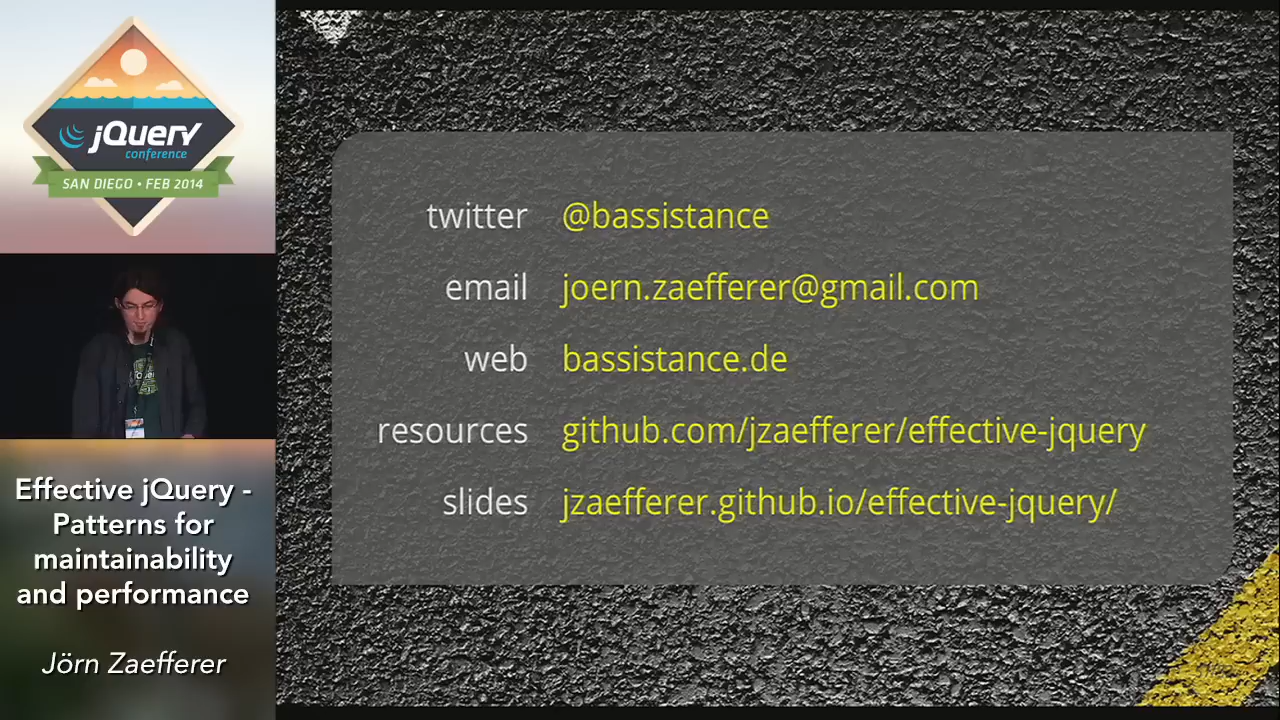 jQuery
conference
SAN DIEGO • FEB 2014
Effective jQuery -
Patterns for
maintainability
and performance
Jörn Zaefferer
twitter @bassistance
email joern.zaefferer@gmail.com
web bassistance.de
resources github.com/jzaefferer/effective-jquery
slides jzaefferer.github.io/effective-jquery/